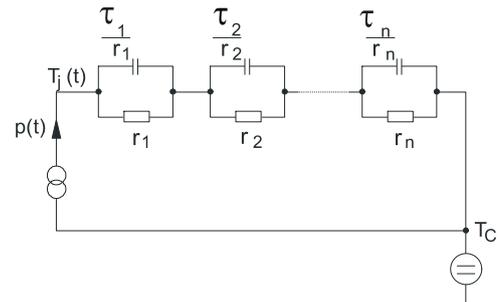 τ1 τ2 τn
r1 r2 rn
Tj (t)
r1 r2 rn
p(t)
TC